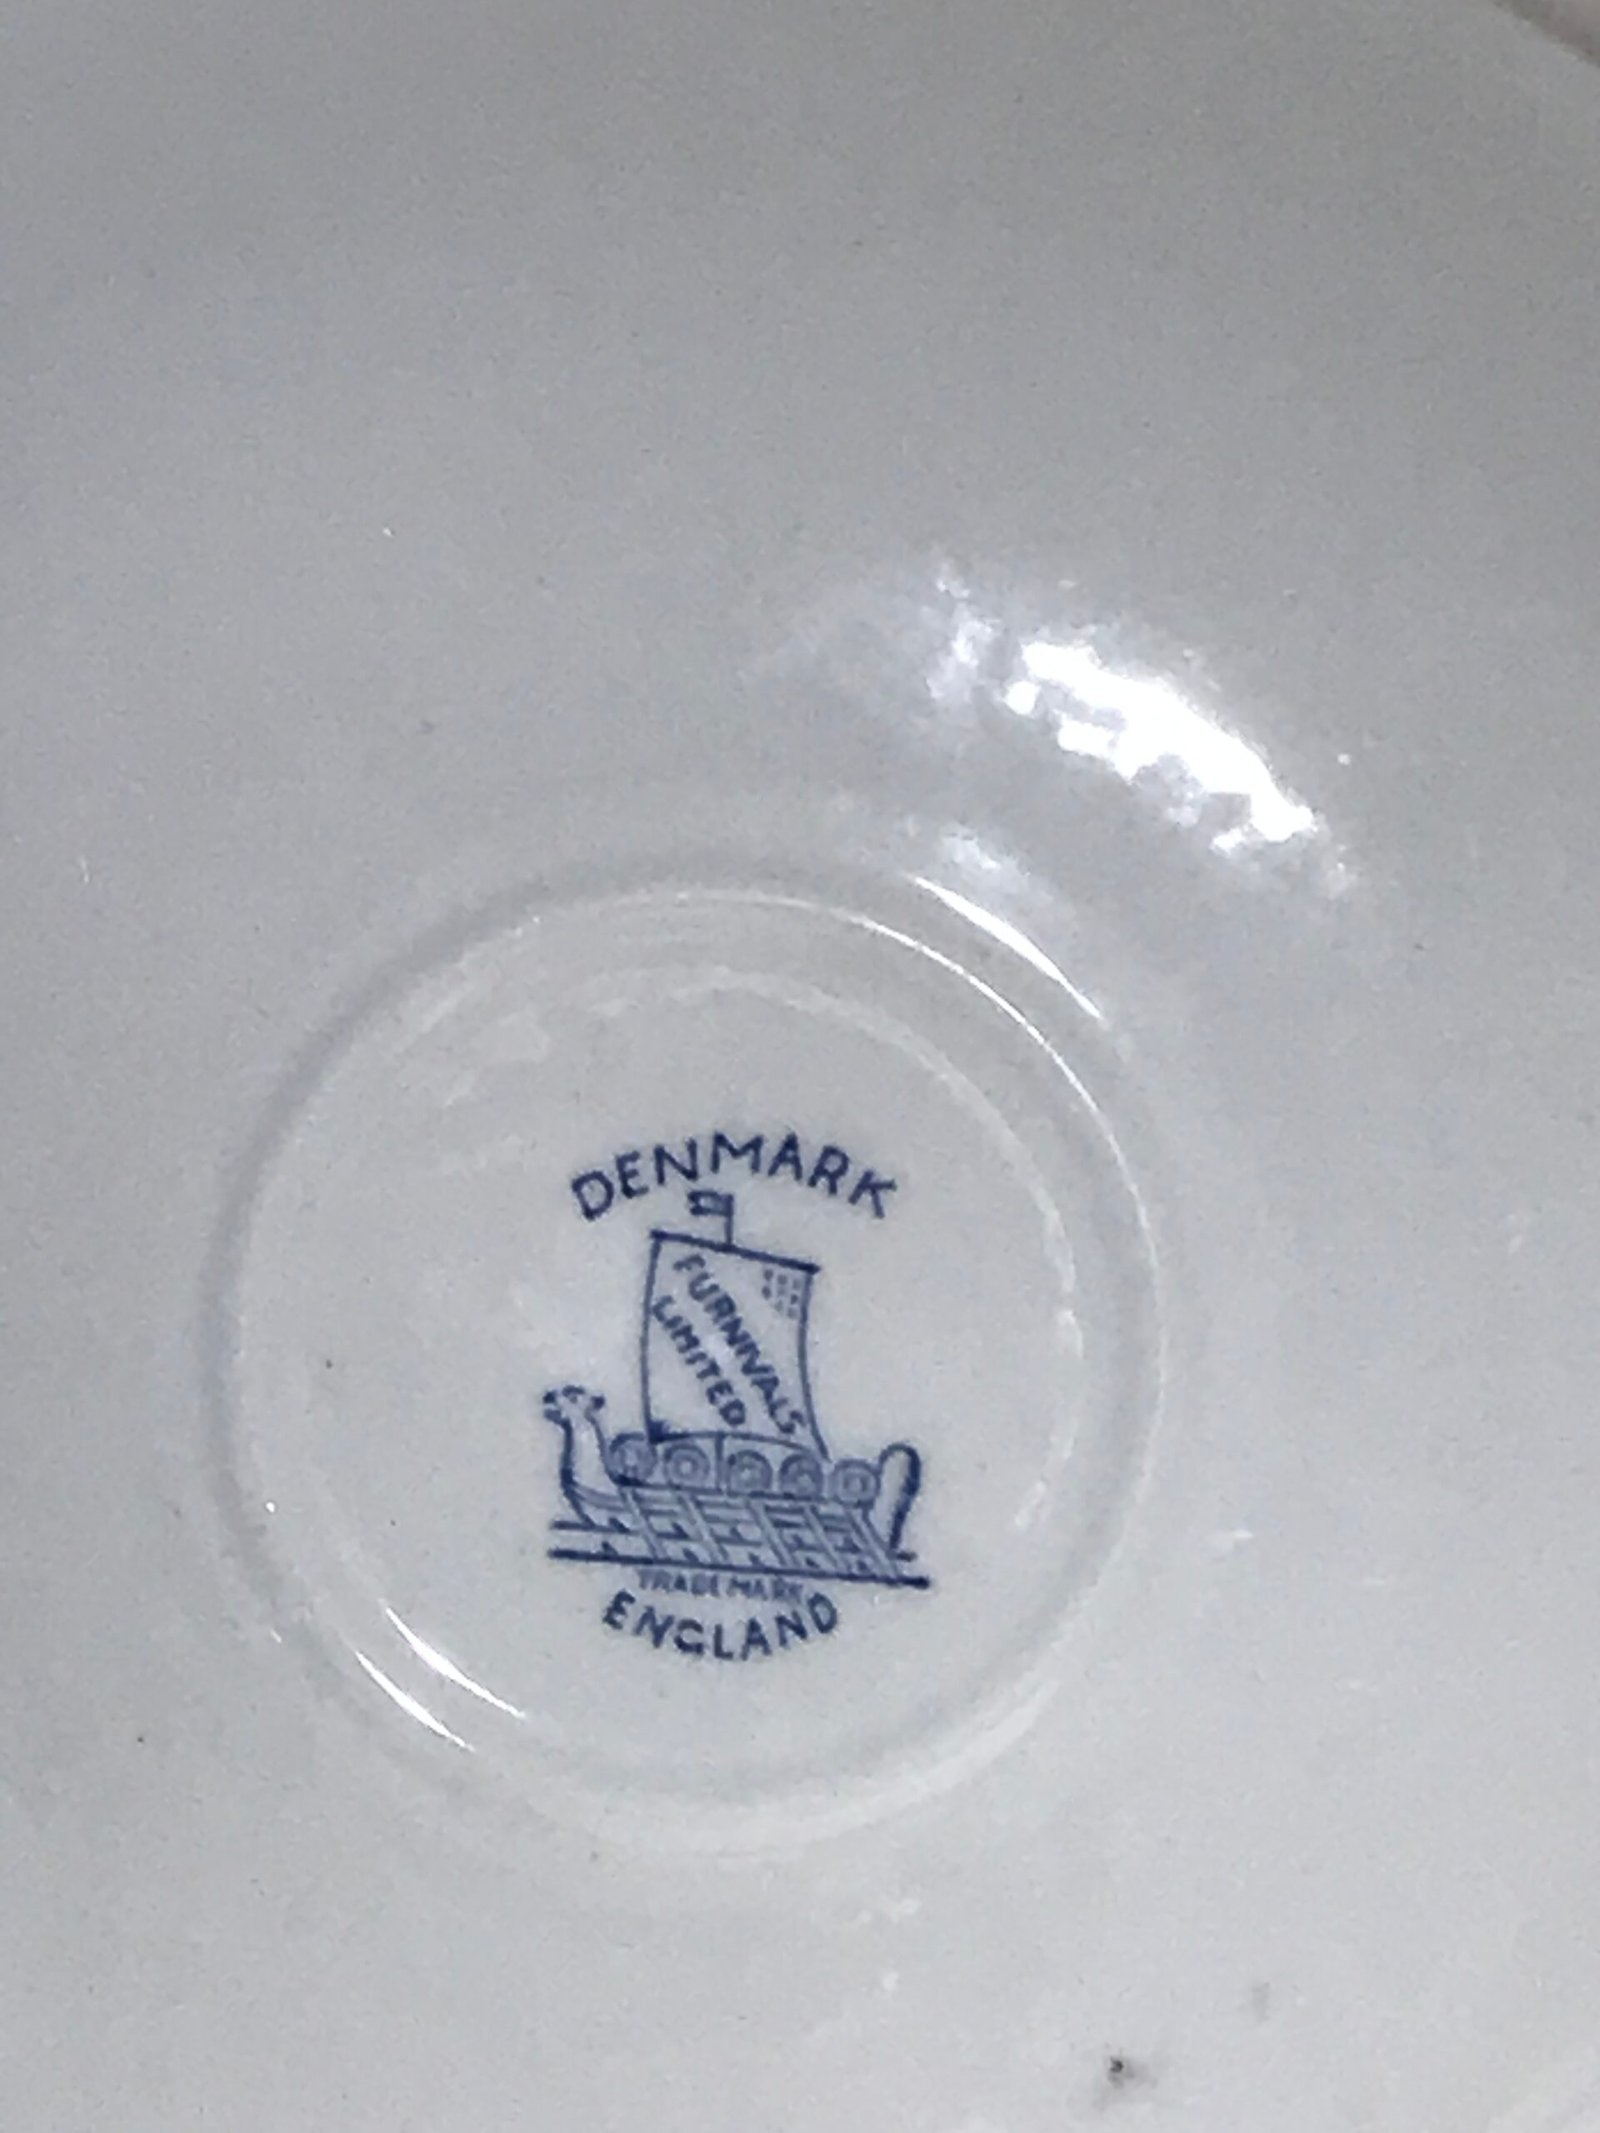 DENMARK
FURNIVALS
LIMITED
TRADE MARK
ENGLAND